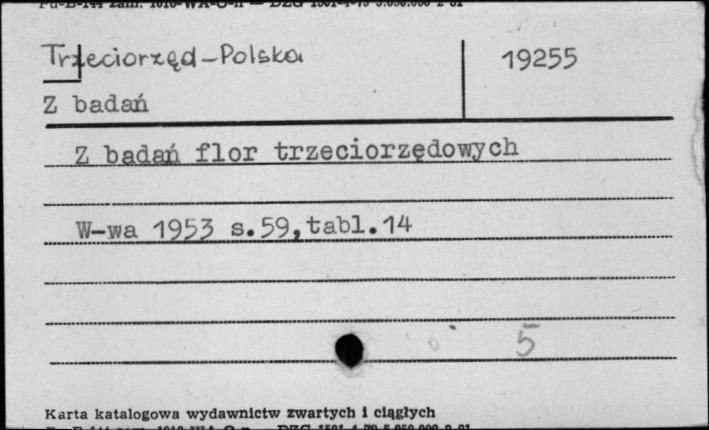 Trzeciorzęd-Polska 19255
Z badań
Z badań flor trzeciorzędowych
W-wa 1953 s.59,tabl.14
5
Karta katalogowa wydawnictw zwartych i ciągłych